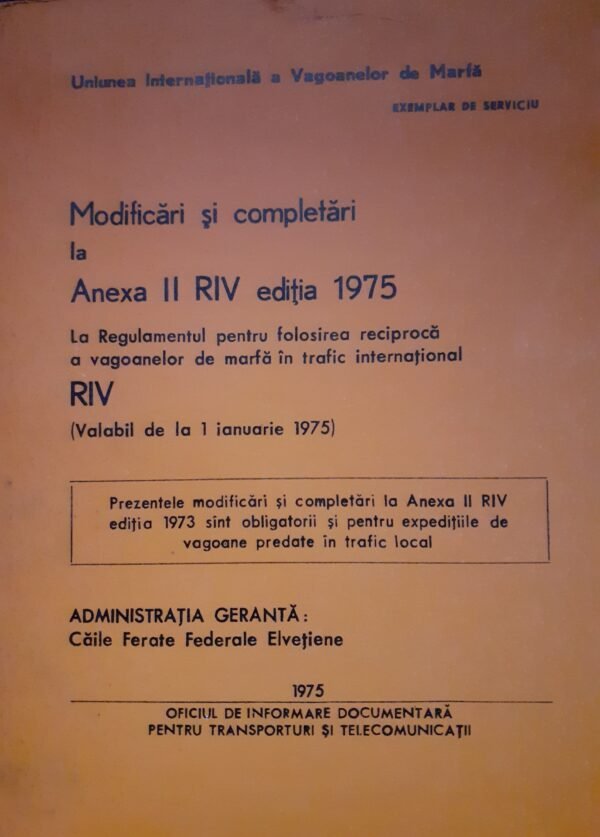 Uniunea Internațională a Vagoanelor de Marfă
EXEMPLAR DE SERVICIU
Modificări și completări
la
Anexa II RIV ediția 1975
La Regulamentul pentru folosirea reciprocă
a vagoanelor de marfă în trafic internațional
RIV
(Valabil de la 1 ianuarie 1975)
Prezentele modificări și completări la Anexa II RIV
ediția 1973 sînt obligatorii și pentru expedițiile de
vagoane predate în trafic local
ADMINISTRAȚIA GERANTĂ:
Căile Ferate Federale Elvețiene
1975
OFICIUL DE INFORMARE DOCUMENTARĂ
PENTRU TRANSPORTURI ȘI TELECOMUNICAȚII